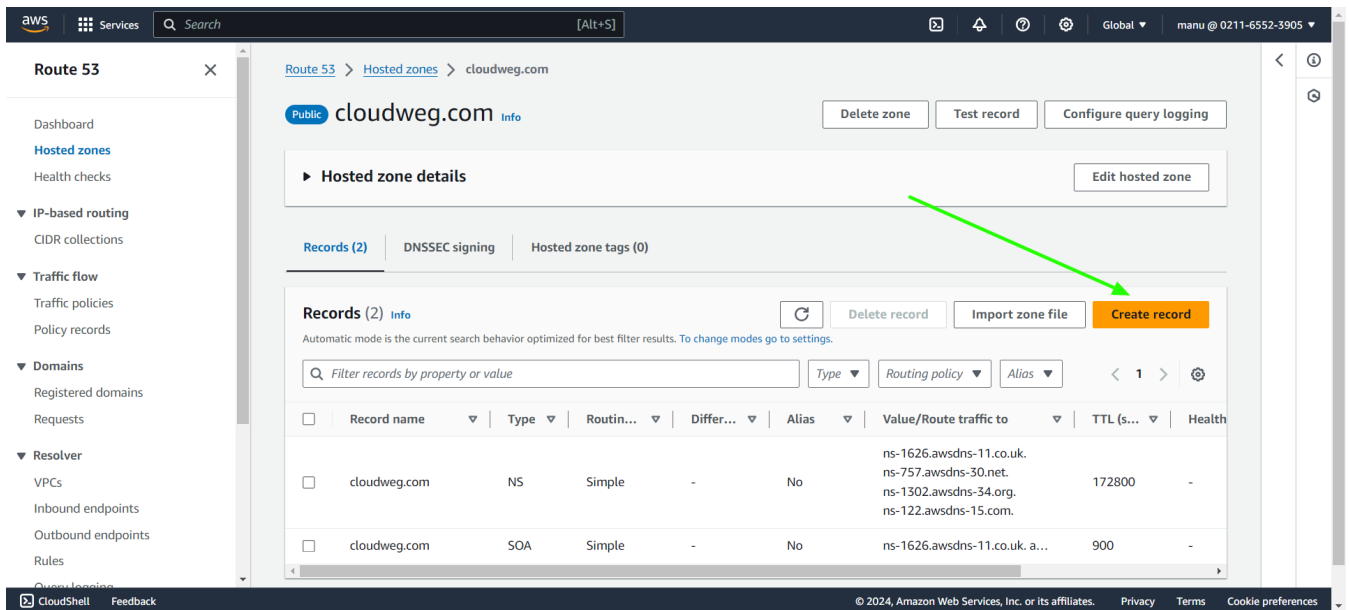 aws Services Search [Alt+S] Global manu @ 0211-6552-3905
Route 53
Dashboard
Hosted zones
Health checks
IP-based routing
CIDR collections
Traffic flow
Traffic policies
Policy records
Domains
Registered domains
Requests
Resolver
VPCs
Inbound endpoints
Outbound endpoints
Rules
Query logging
Route 53 > Hosted zones > cloudweg.com
Public cloudweg.com Info Delete zone Test record Configure query logging
Hosted zone details Edit hosted zone
Records (2) DNSSEC signing Hosted zone tags (0)
Records (2) Info Delete record Import zone file Create record
Automatic mode is the current search behavior optimized for best filter results. To change modes go to settings.
Filter records by property or value Type Routing policy Alias 1
Record name Type Routin... Differ... Alias Value/Route traffic to TTL (s... Health
cloudweg.com NS Simple - No ns-1626.awsdns-11.co.uk. 172800 -
ns-757.awsdns-30.net.
ns-1302.awsdns-34.org.
ns-122.awsdns-15.com.
cloudweg.com SOA Simple - No ns-1626.awsdns-11.co.uk. a... 900 -
CloudShell Feedback © 2024, Amazon Web Services, Inc. or its affiliates. Privacy Terms Cookie preferences